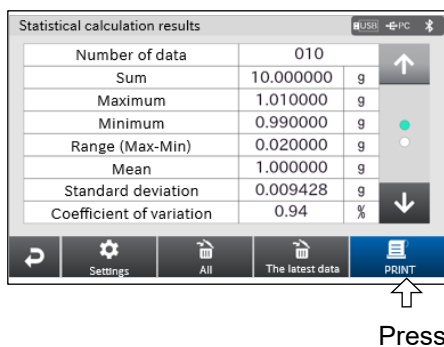 Statistical calculation results USB PC
Number of data 010
Sum 10.000000 g
Maximum 1.010000 g
Minimum 0.990000 g
Range (Max-Min) 0.020000 g
Mean 1.000000 g
Standard deviation 0.009428 g
Coefficient of variation 0.94 %
Settings All The latest data PRINT
Press